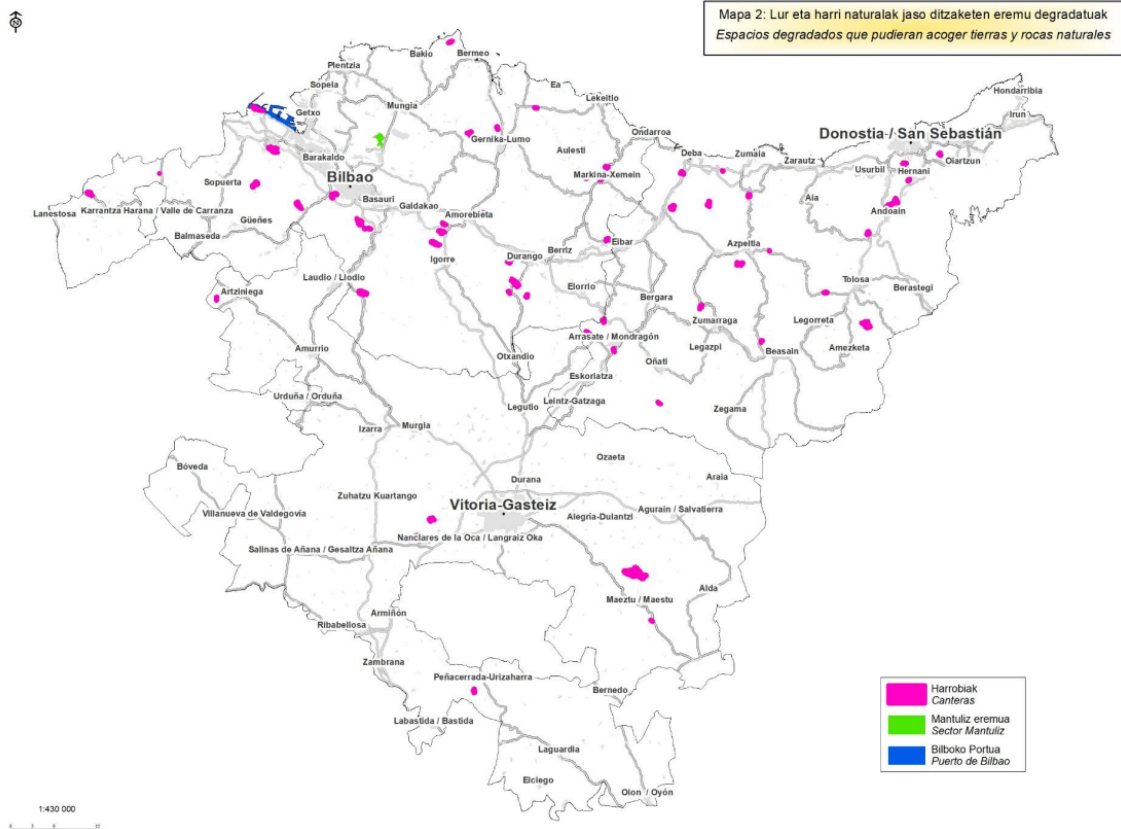 N
Mapa 2: Lur eta harri naturalak jaso ditzaketen eremu degradatuak
Espacios degradados que pudieran acoger tierras y rocas naturales
Bakio
Bermeo
Plentzia
Sopela
Ea
Lekeitio
Hondarribia
Mungia
Getxo
Irun
Ondarroa
Donostia / San Sebastián
Gernika-Lumo
Aulesti
Deba
Zumaia
Zarautz
Oiartzun
Barakaldo
Usurbil
Hernani
Bilbao
Markina-Xemein
Sopuerta
Basauri
Galdakao
Aia
Lanestosa
Karrantza Harana / Valle de Carranza
Andoain
Amorebieta
Güeñes
Balmaseda
Eibar
Azpeitia
Berriz
Igorre
Durango
Laudio / Llodio
Tolosa
Elorrio
Berastegi
Artziniega
Bergara
Zumarraga
Legorreta
Arrasate / Mondragón
Legazpi
Amezketa
Amurrio
Otxandio
Beasain
Oñati
Eskoriatza
Urduña / Orduña
Leintz-Gatzaga
Legutio
Zegama
Izarra
Murgia
Ozaeta
Bóveda
Araia
Durana
Zuhatzu Kuartango
Vitoria-Gasteiz
Villanueva de Valdegovía
Alegría-Dulantzi
Agurain / Salvatierra
Nanclares de la Oca / Langraiz Oka
Salinas de Añana / Gesaltza Añana
Alda
Maeztu / Maestu
Armiñón
Ribabellosa
Zambrana
Peñacerrada-Urizaharra
Bernedo
Labastida / Bastida
Laguardia
Elciego
Oion / Oyón
Harrobiak
Canteras
Mantuliz eremua
Sector Mantuliz
Bilboko Portua
Puerto de Bilbao
1:430 000